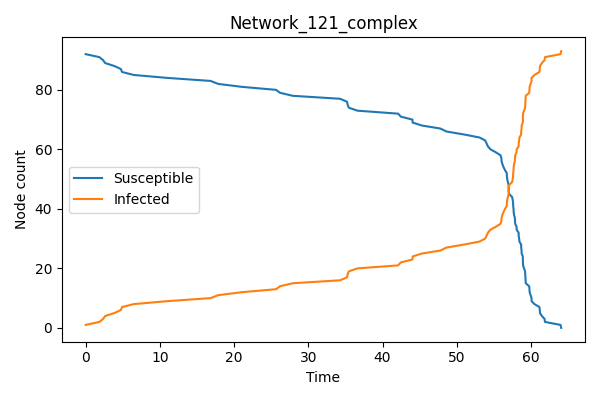 Network_121_complex
Node count
80
60
40
20
0
Susceptible
Infected
0 10 20 30 40 50 60
Time